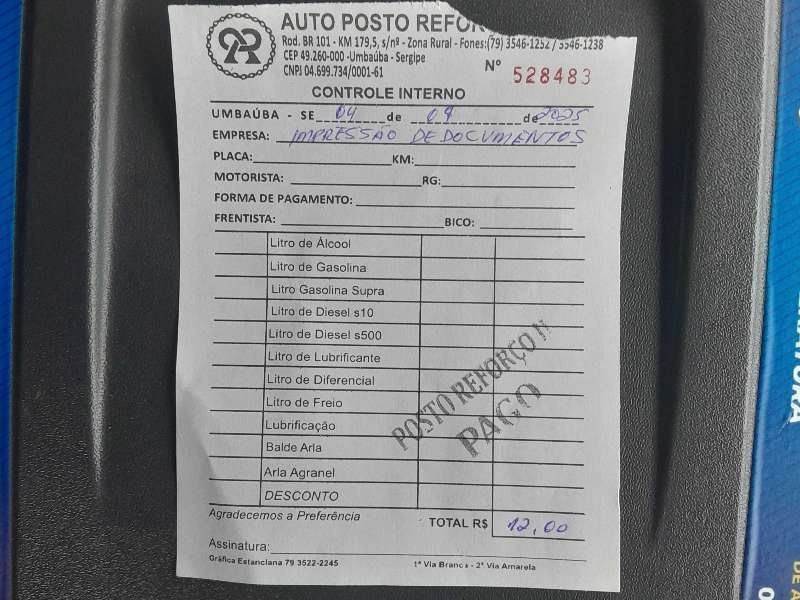 AUTO POSTO REFOR
Rod. BR 101 - KM 179,5, s/nº - Zona Rural - Fones:(79) 3546-1252 / 3546-1238
CEP 49.260-000 -Umbaúba - Sergipe
CNPJ 04.699.734/0001-61
Nº 528483
CONTROLE INTERNO
UMBAÚBA - SE 04 de 09 de 2025
EMPRESA: IMPRESSÃO DE DOCUMENTOS
PLACA: KM:
MOTORISTA: RG:
FORMA DE PAGAMENTO:
FRENTISTA: BICO:
Litro de Álcool
Litro de Gasolina
Litro Gasolina Supra
Litro de Diesel s10
Litro de Diesel s500
Litro de Lubrificante
Litro de Diferencial
Litro de Freio
Lubrificação
Balde Arla
Arla Agranel
DESCONTO
POSTO REFORÇO II
PAGO
Agradecemos a Preferência
TOTAL R$ 12,00
Assinatura:
Gráfica Estanciana 79 3522-2245
1ª Via Branca - 2ª Via Amarela